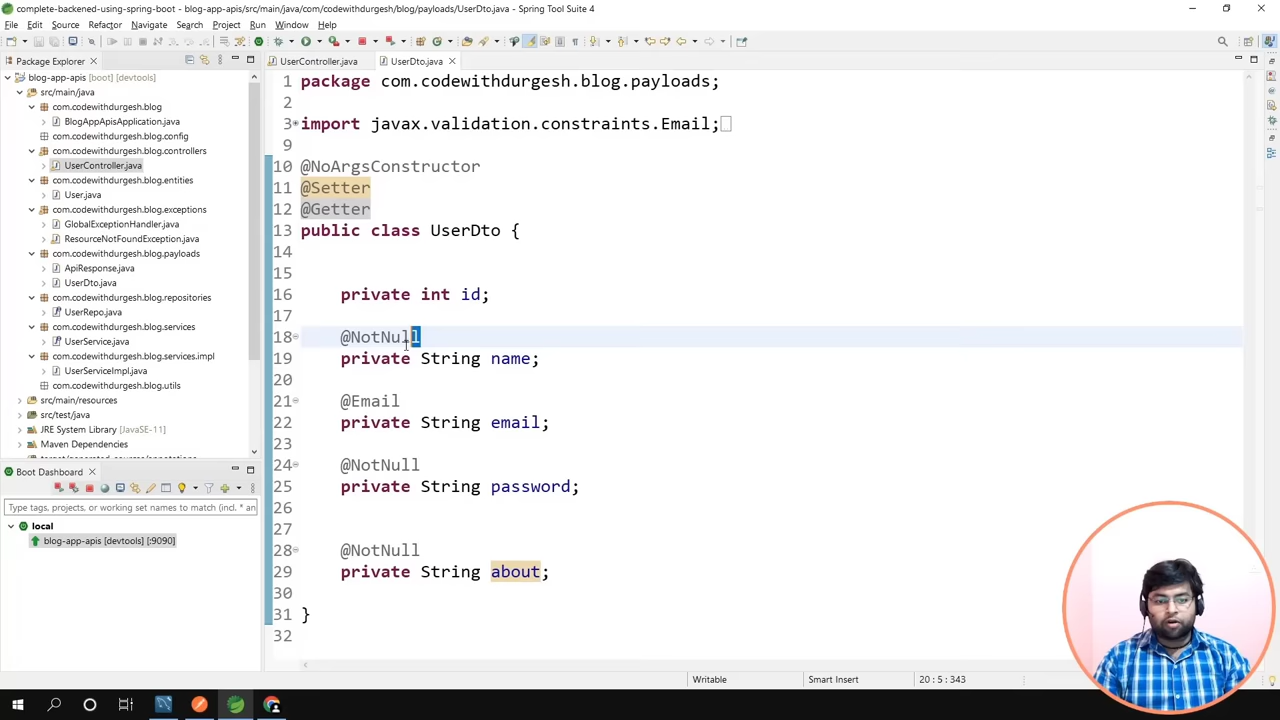 complete-backened-using-spring-boot - blog-app-apis/src/main/java/com/codewithdurgesh/blog/payloads/UserDto.java - Spring Tool Suite 4
File Edit Source Refactor Navigate Search Project Run Window Help
Package Explorer
blog-app-apis [boot] [devtools]
src/main/java
com.codewithdurgesh.blog
BlogAppApisApplication.java
com.codewithdurgesh.blog.config
com.codewithdurgesh.blog.controllers
UserController.java
com.codewithdurgesh.blog.entities
User.java
com.codewithdurgesh.blog.exceptions
GlobalExceptionHandler.java
ResourceNotFoundException.java
com.codewithdurgesh.blog.payloads
ApiResponse.java
UserDto.java
com.codewithdurgesh.blog.repositories
UserRepo.java
com.codewithdurgesh.blog.services
UserService.java
com.codewithdurgesh.blog.services.impl
UserServiceImpl.java
com.codewithdurgesh.blog.utils
src/main/resources
src/test/java
JRE System Library [JavaSE-11]
Maven Dependencies
Boot Dashboard
Type tags, projects, or working set names to match (incl. * an
local
blog-app-apis [devtools] [:9090]
UserController.java UserDto.java
1 package com.codewithdurgesh.blog.payloads;
2
3 import javax.validation.constraints.Email;
9
10 @NoArgsConstructor
11 @Setter
12 @Getter
13 public class UserDto {
14
15
16 private int id;
17
18 @NotNull
19 private String name;
20
21 @Email
22 private String email;
23
24 @NotNull
25 private String password;
26
27
28 @NotNull
29 private String about;
30
31 }
32
Writable Smart Insert 20 : 5 : 343